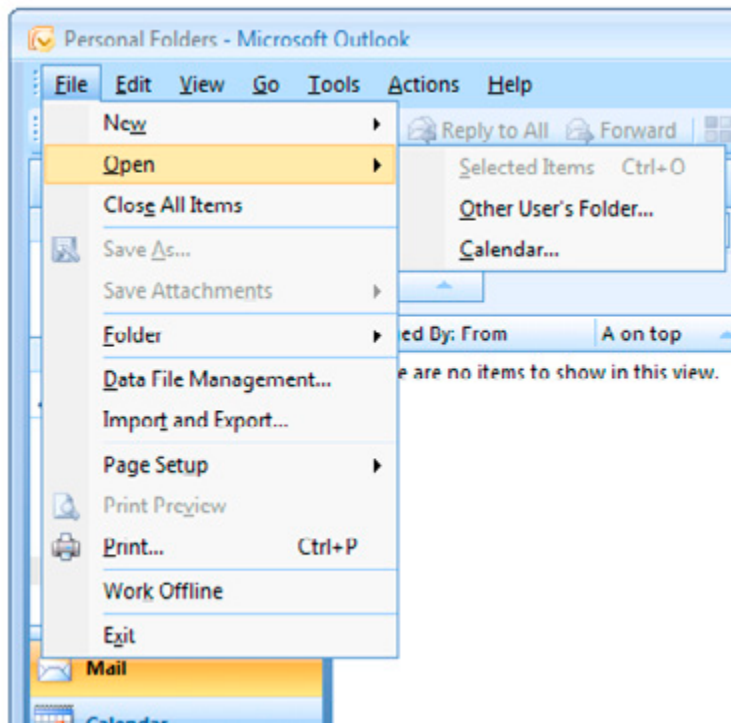 Personal Folders - Microsoft Outlook
File Edit View Go Tools Actions Help
New
Reply to All Forward
Open
Selected Items Ctrl+O
Close All Items
Other User's Folder...
Save As...
Calendar...
Save Attachments
Folder
ed By: From A on top
Data File Management...
e are no items to show in this view.
Import and Export...
Page Setup
Print Preview
Print... Ctrl+P
Work Offline
Exit
Mail
Calendar